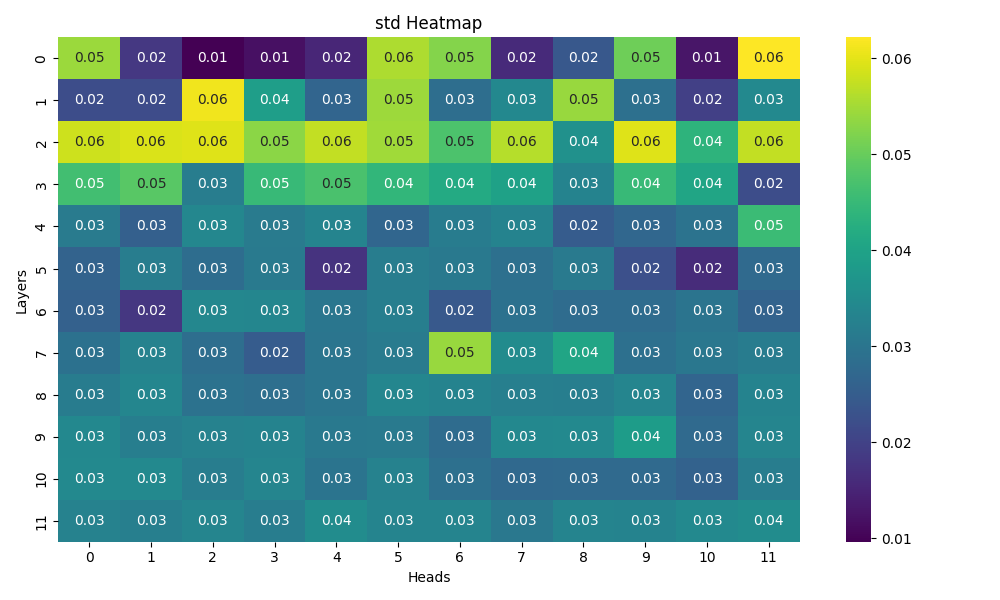 std Heatmap
0 0.05 0.02 0.01 0.01 0.02 0.06 0.05 0.02 0.02 0.05 0.01 0.06
1 0.02 0.02 0.06 0.04 0.03 0.05 0.03 0.03 0.05 0.03 0.02 0.03
2 0.06 0.06 0.06 0.05 0.06 0.05 0.05 0.06 0.04 0.06 0.04 0.06
3 0.05 0.05 0.03 0.05 0.05 0.04 0.04 0.04 0.03 0.04 0.04 0.02
4 0.03 0.03 0.03 0.03 0.03 0.03 0.03 0.03 0.02 0.03 0.03 0.05
5 0.03 0.03 0.03 0.03 0.02 0.03 0.03 0.03 0.03 0.02 0.02 0.03
6 0.03 0.02 0.03 0.03 0.03 0.03 0.02 0.03 0.03 0.03 0.03 0.03
7 0.03 0.03 0.03 0.02 0.03 0.03 0.05 0.03 0.04 0.03 0.03 0.03
8 0.03 0.03 0.03 0.03 0.03 0.03 0.03 0.03 0.03 0.03 0.03 0.03
9 0.03 0.03 0.03 0.03 0.03 0.03 0.03 0.03 0.03 0.04 0.03 0.03
10 0.03 0.03 0.03 0.03 0.03 0.03 0.03 0.03 0.03 0.03 0.03 0.03
11 0.03 0.03 0.03 0.03 0.04 0.03 0.03 0.03 0.03 0.03 0.03 0.04
0 1 2 3 4 5 6 7 8 9 10 11
Heads
Layers
0.06
0.05
0.04
0.03
0.02
0.01